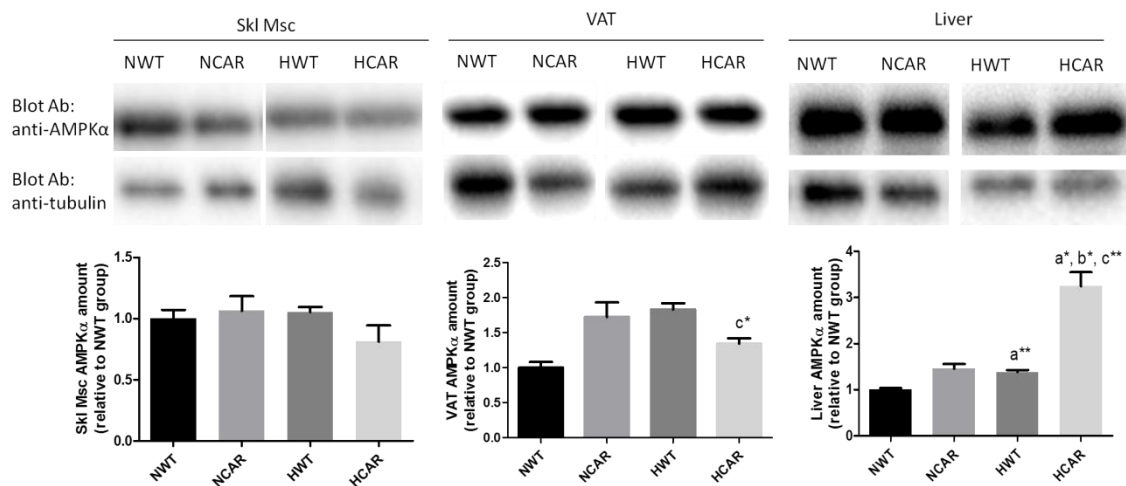 Skl Msc
VAT
Liver
NWT NCAR HWT HCAR
NWT NCAR HWT HCAR
NWT NCAR HWT HCAR
Blot Ab:
anti-AMPKα
Blot Ab:
anti-tubulin
Skl Msc AMPKα amount
(relative to NWT group)
1.5
1.0
0.5
0.0
NWT NCAR HWT HCAR
VAT AMPKα amount
(relative to NWT group)
2.5
2.0
1.5
1.0
0.5
0.0
c*
NWT NCAR HWT HCAR
Liver AMPKα amount
(relative to NWT group)
4
3
2
1
0
a**
a*, b*, c**
NWT NCAR HWT HCAR